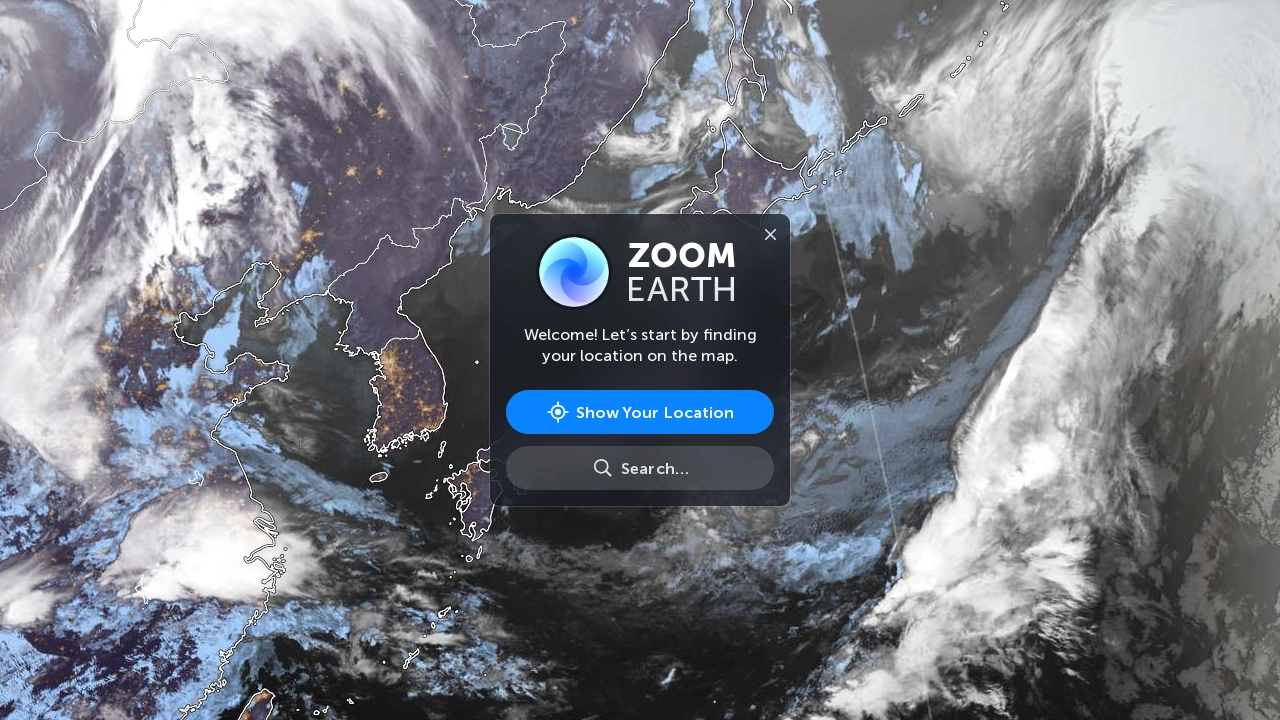 ZOOM
EARTH
Welcome! Let’s start by finding
your location on the map.
Show Your Location
Search...